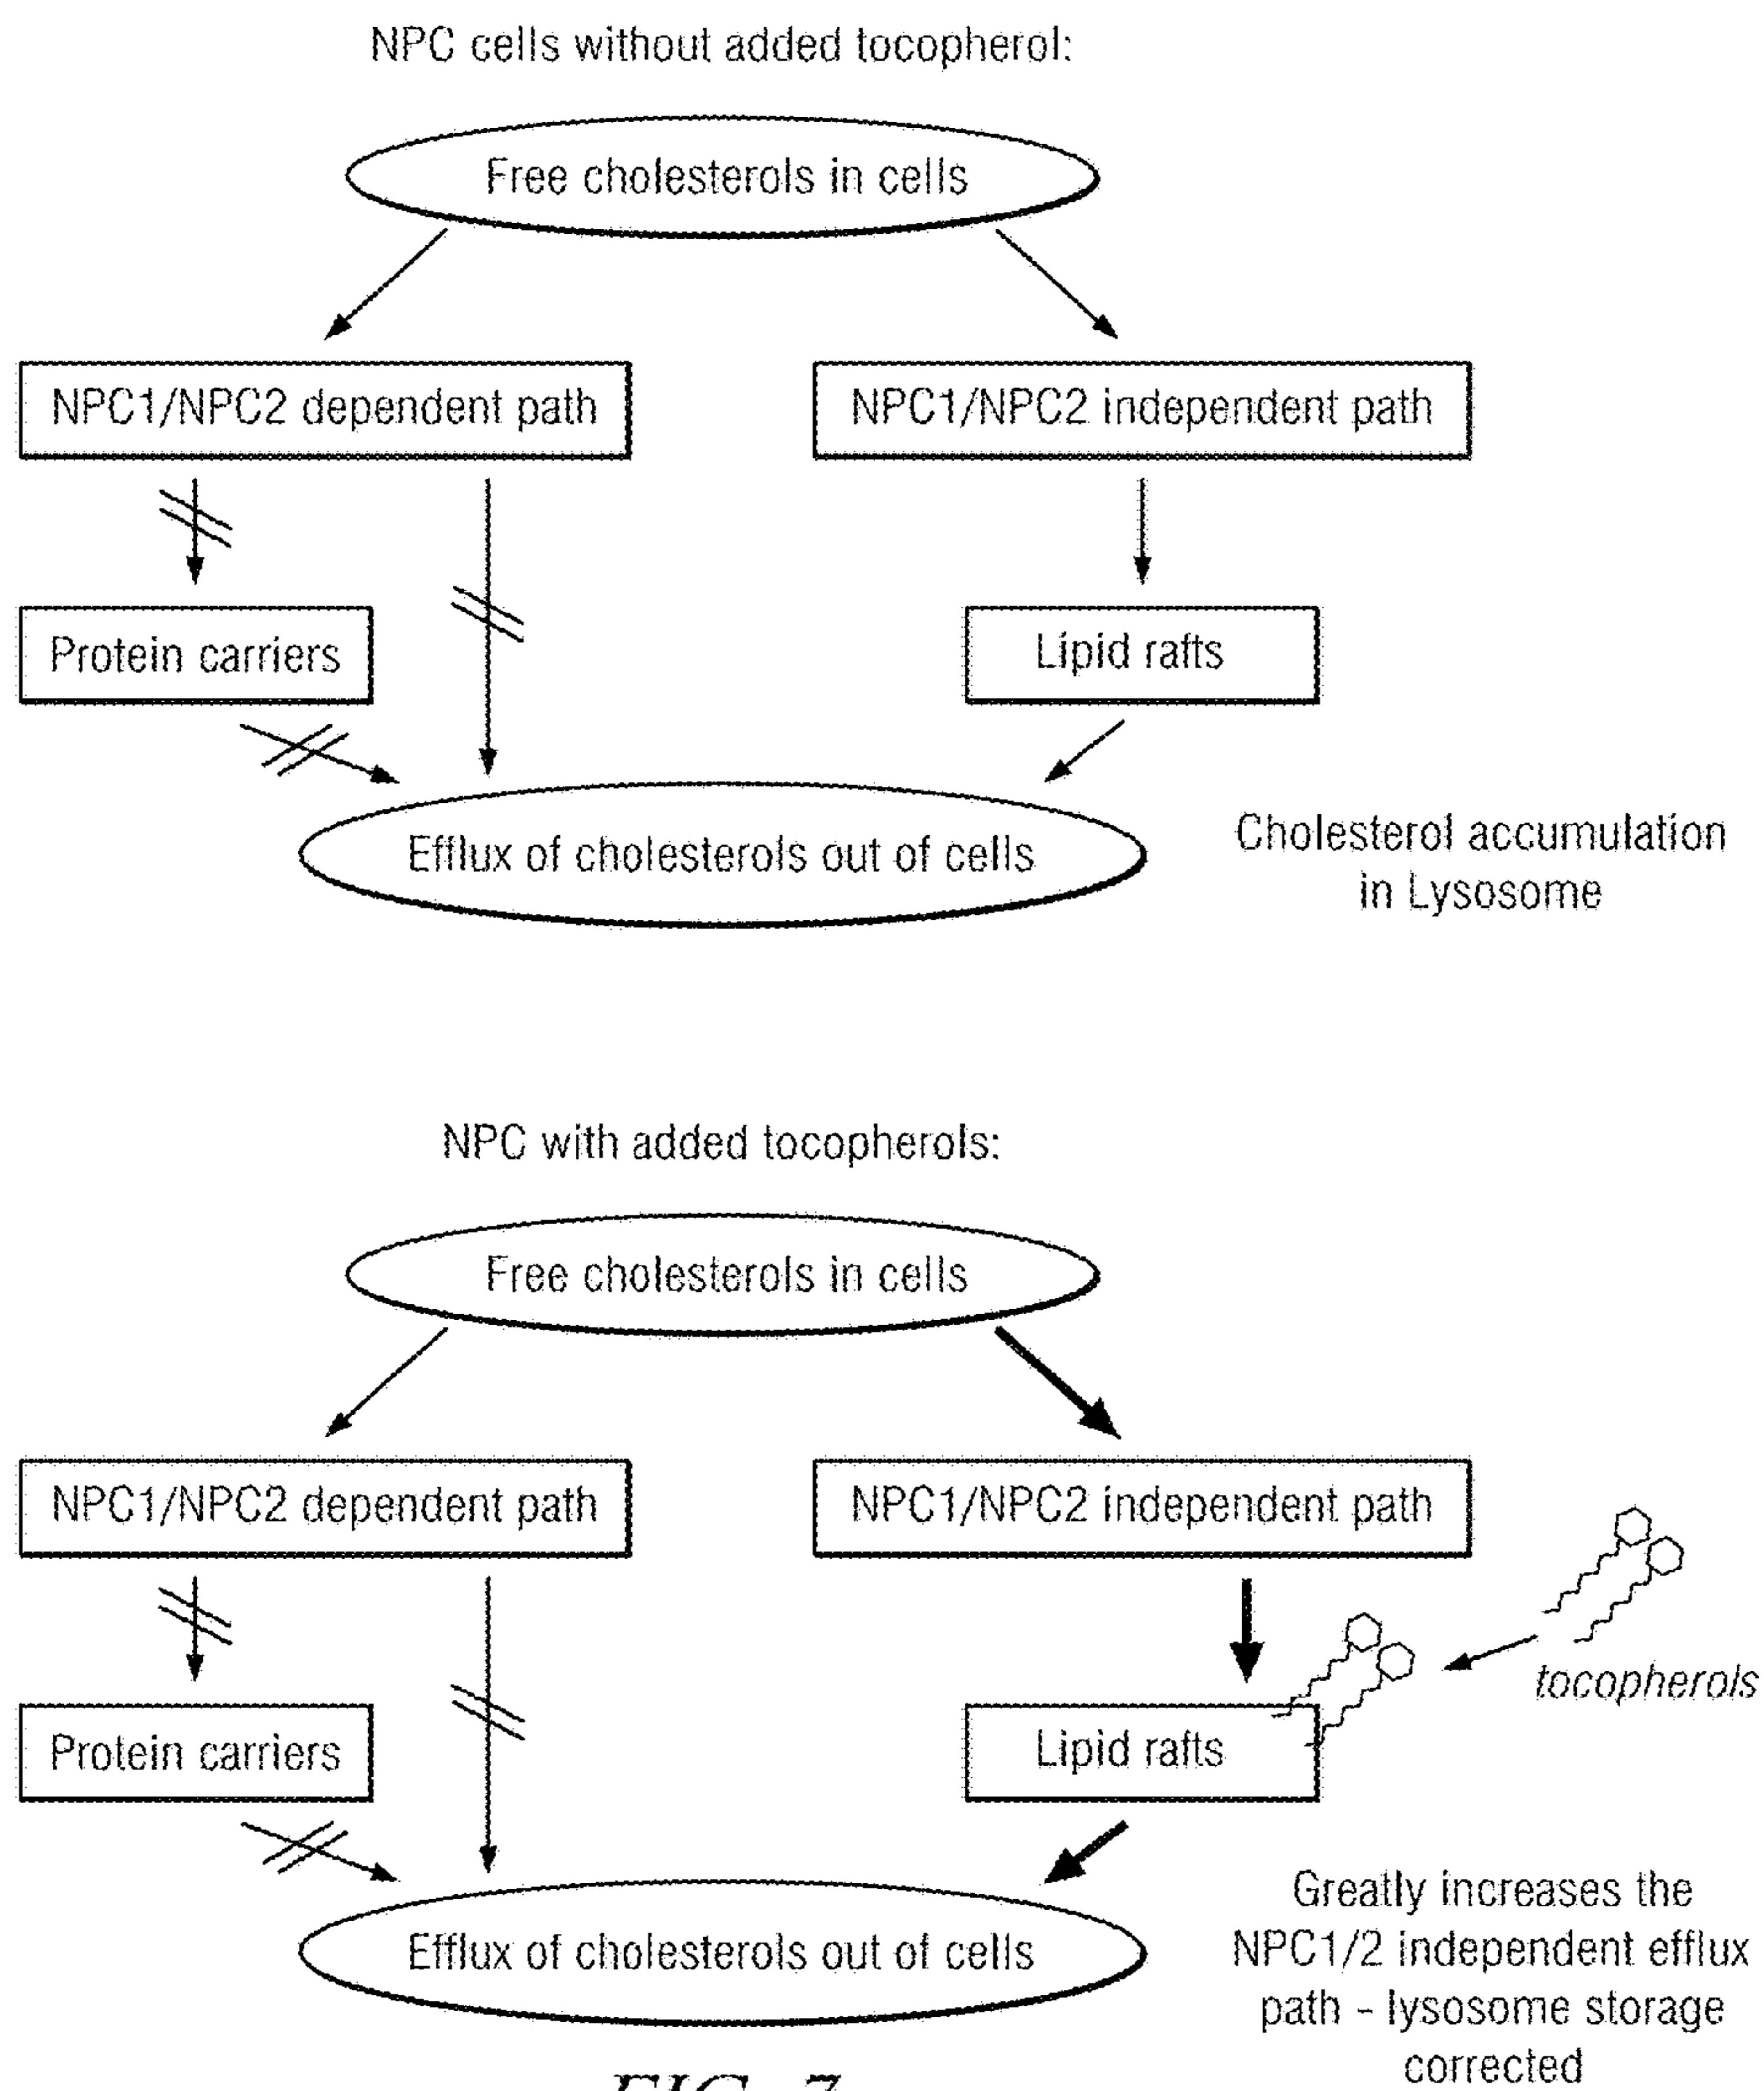 NPC cells without added tocopherol:
Free cholesterols in cells
NPC1/NPC2 dependent path
NPC1/NPC2 independent path
Protein carriers
Lipid rafts
Efflux of cholesterols out of cells
Cholesterol accumulation
in Lysosome
NPC with added tocopherols:
Free cholesterols in cells
NPC1/NPC2 dependent path
NPC1/NPC2 independent path
tocopherols
Protein carriers
Lipid rafts
Efflux of cholesterols out of cells
Greatly increases the
NPC1/2 independent efflux
path - lysosome storage
corrected